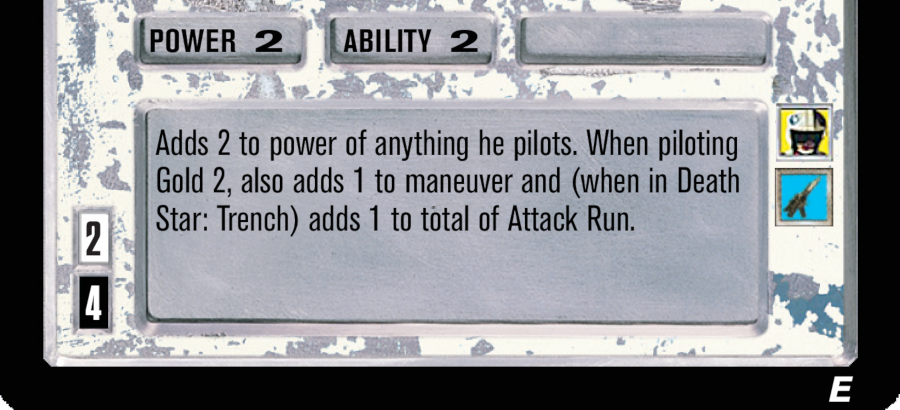 POWER 2 ABILITY 2
Adds 2 to power of anything he pilots. When piloting
Gold 2, also adds 1 to maneuver and (when in Death
Star: Trench) adds 1 to total of Attack Run.
2
4
E